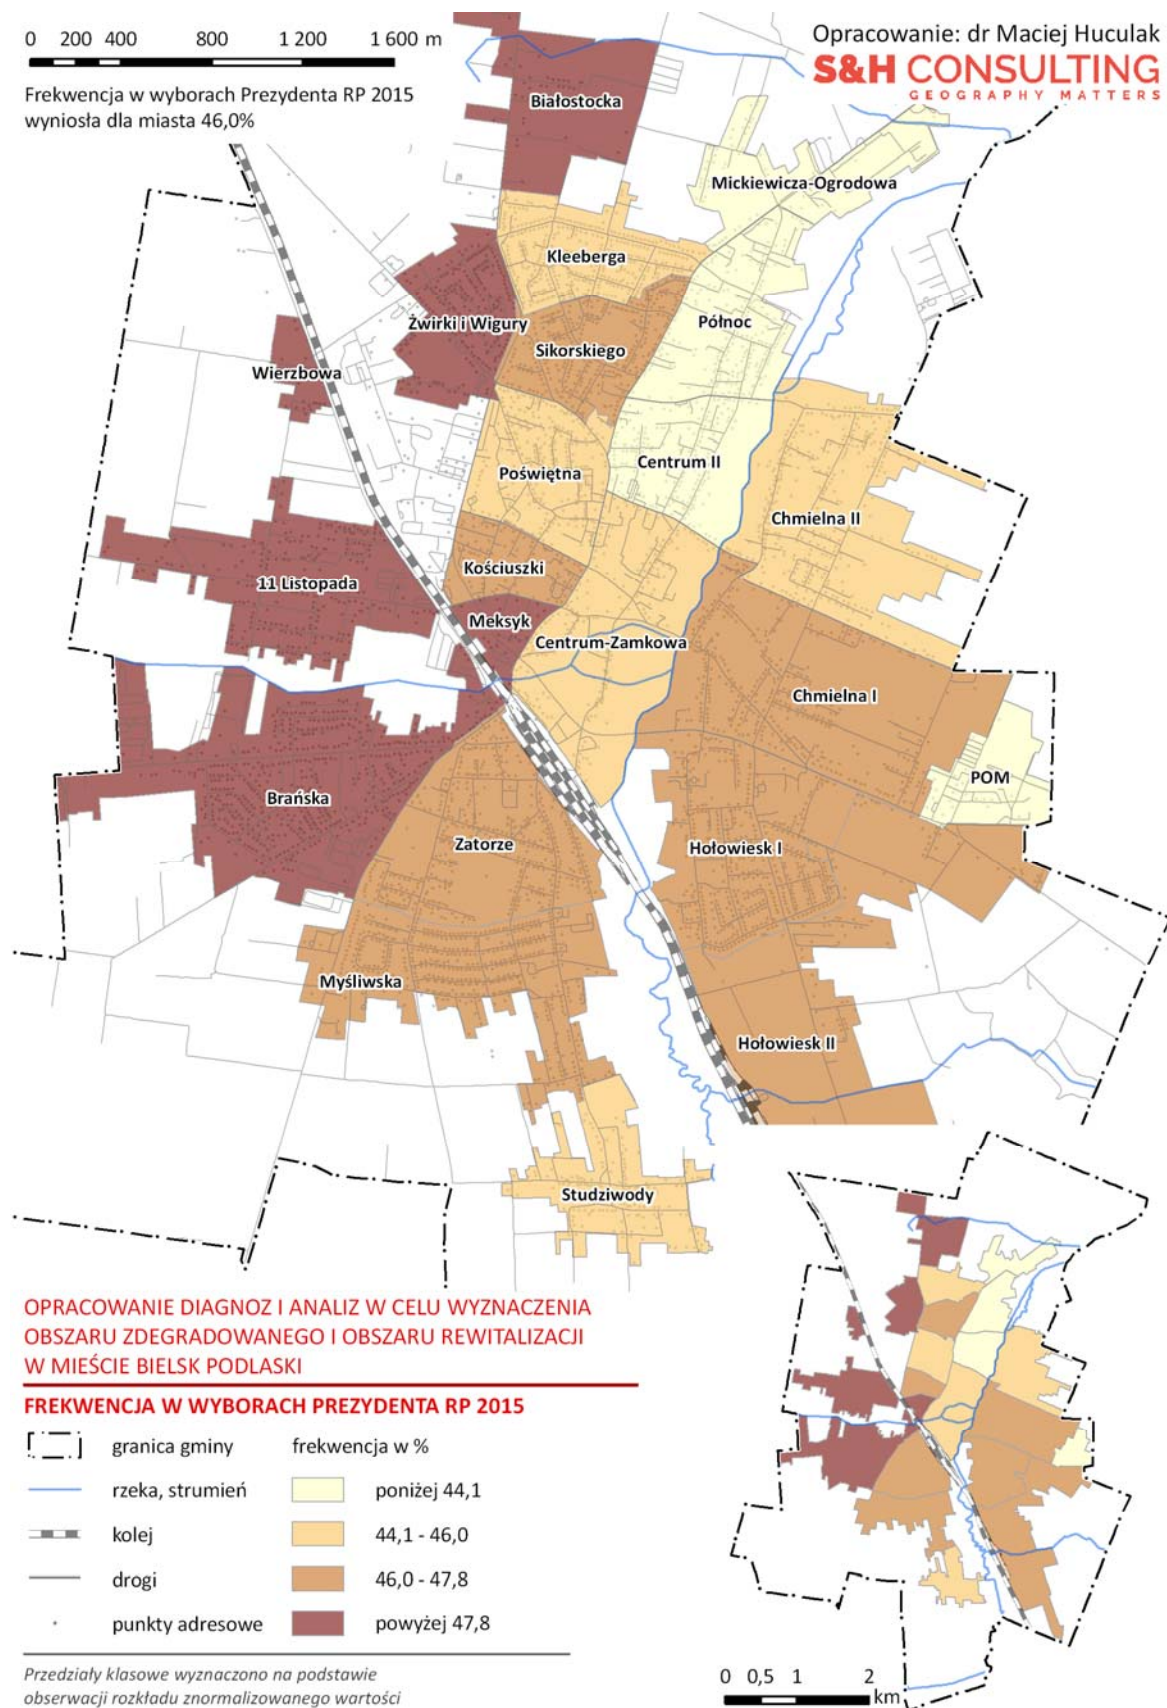 0 200 400 800 1 200 1 600 m
Frekwencja w wyborach Prezydenta RP 2015
wyniosła dla miasta 46,0%
Opracowanie: dr Maciej Huculak
S&H CONSULTING
GEOGRAPHY MATTERS
Białostocka
Mickiewicza-Ogrodowa
Kleeberga
Żwirki i Wigury
Północ
Sikorskiego
Wierzbowa
Centrum II
Poświętna
Chmielna II
Kościuszki
11 Listopada
Meksyk
Centrum-Zamkowa
Chmielna I
POM
Brańska
Zatorze
Hołowiesk I
Myśliwska
Hołowiesk II
Studziwody
OPRACOWANIE DIAGNOZ I ANALIZ W CELU WYZNACZENIA
OBSZARU ZDEGRADOWANEGO I OBSZARU REWITALIZACJI
W MIEŚCIE BIELSK PODLASKI
FREKWENCJA W WYBORACH PREZYDENTA RP 2015
granica gminy frekwencja w %
rzeka, strumień poniżej 44,1
kolej 44,1 - 46,0
drogi 46,0 - 47,8
punkty adresowe powyżej 47,8
Przedziały klasowe wyznaczono na podstawie
obserwacji rozkładu znormalizowanego wartości
0 0,5 1 2
km